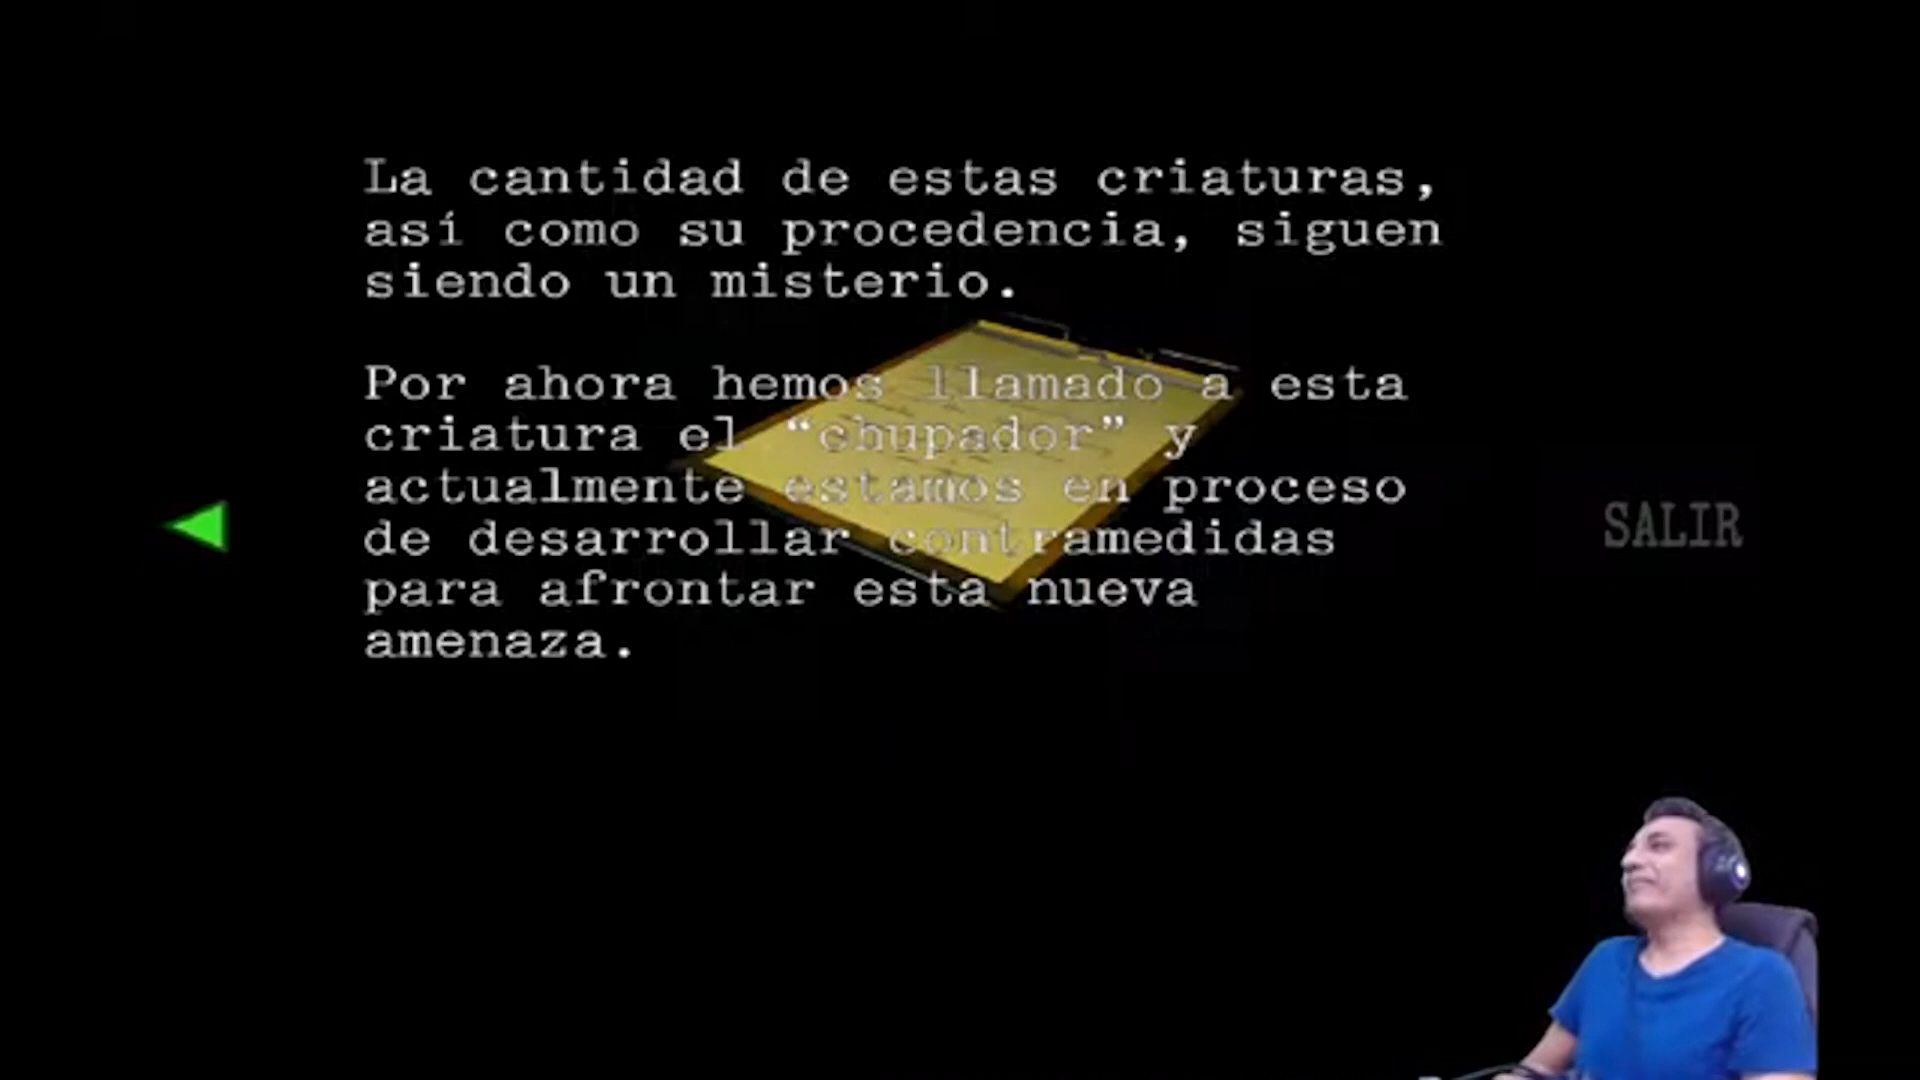 La cantidad de estas criaturas,
así como su procedencia, siguen
siendo un misterio.
Por ahora hemos llamado a esta
criatura el “chupador” y
actualmente estamos en proceso
de desarrollar contramedidas
para afrontar esta nueva
amenaza.
SALIR